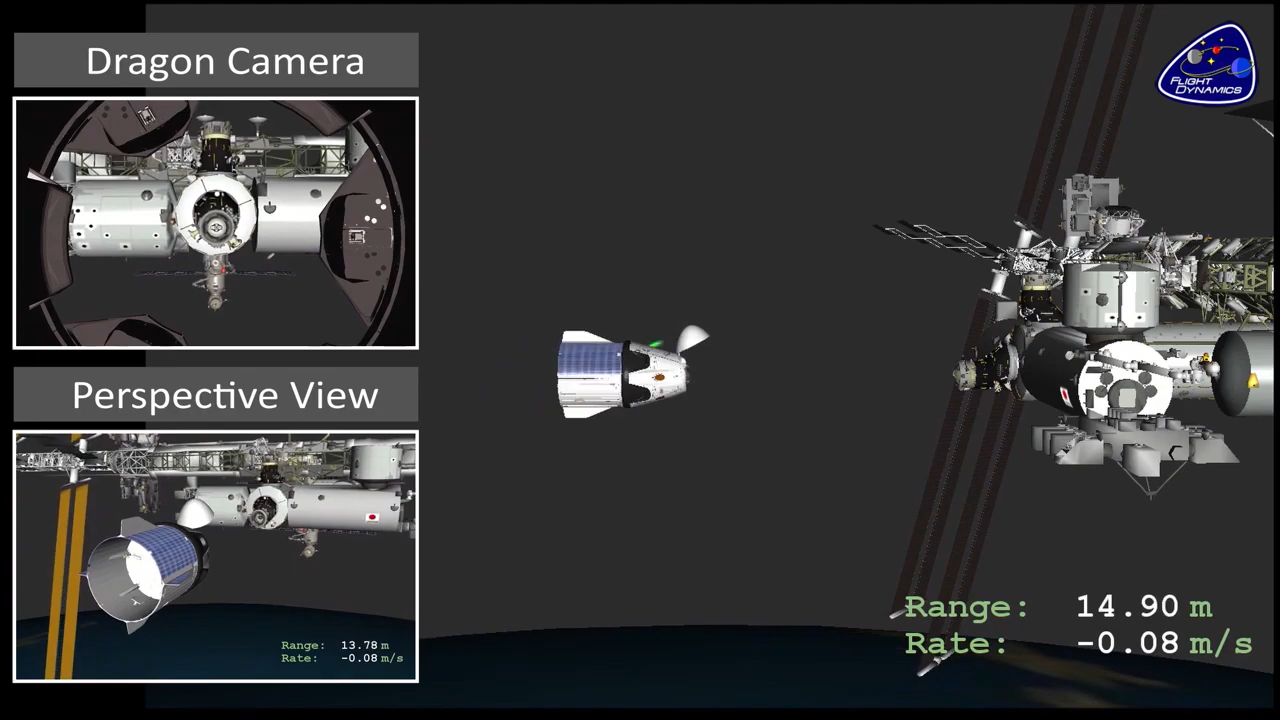 Dragon Camera
Perspective View
Range: 13.78 m
Rate: -0.08 m/s
FLIGHT
DYNAMICS
Range: 14.90 m
Rate: -0.08 m/s